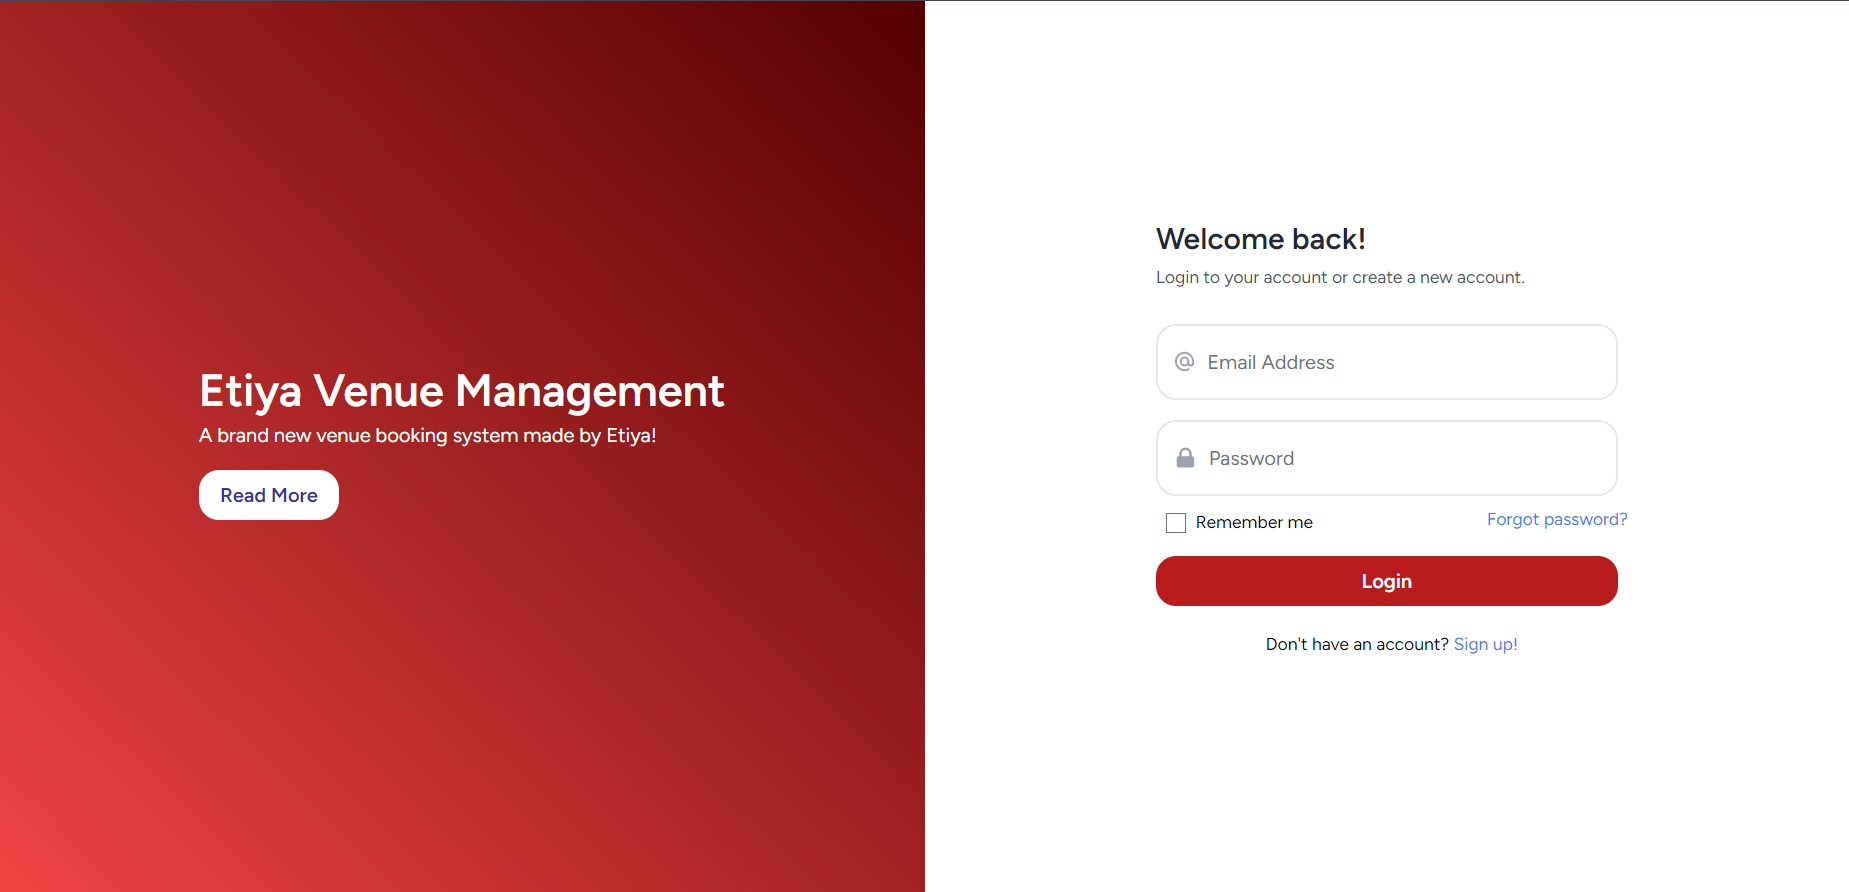 Etiya Venue Management
A brand new venue booking system made by Etiya!
Read More
Welcome back!
Login to your account or create a new account.
Email Address
Password
Remember me
Forgot password?
Login
Don't have an account? Sign up!